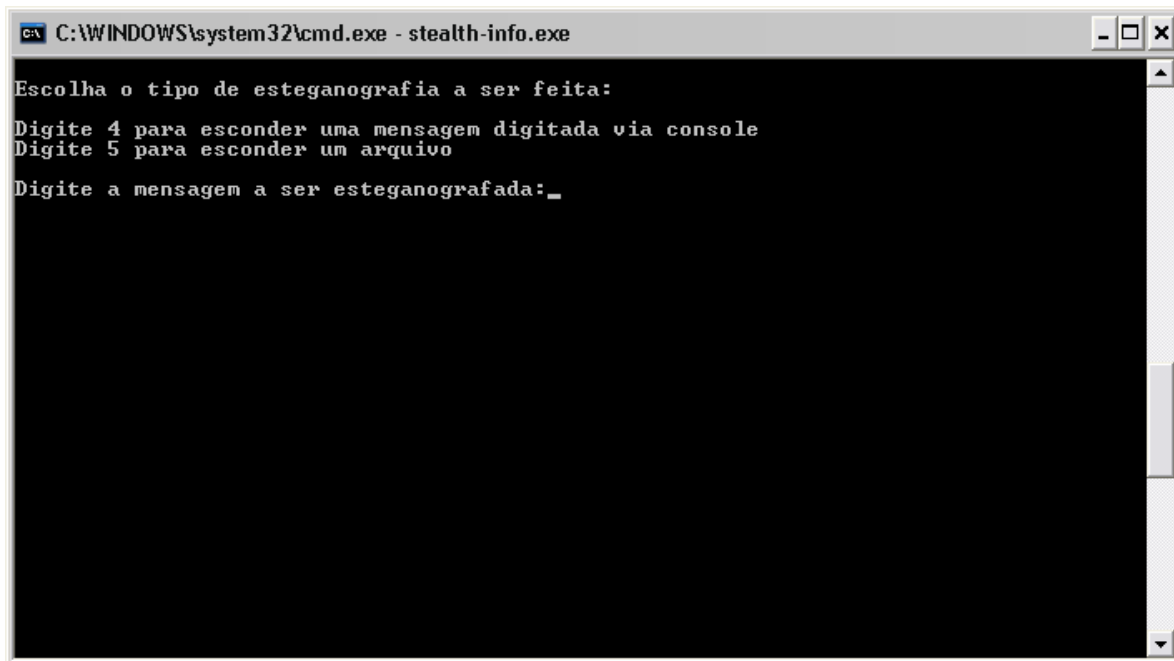 C:\WINDOWS\system32\cmd.exe - stealth-info.exe
Escolha o tipo de esteganografia a ser feita:
Digite 4 para esconder uma mensagem digitada via console
Digite 5 para esconder um arquivo
Digite a mensagem a ser esteganografada:_